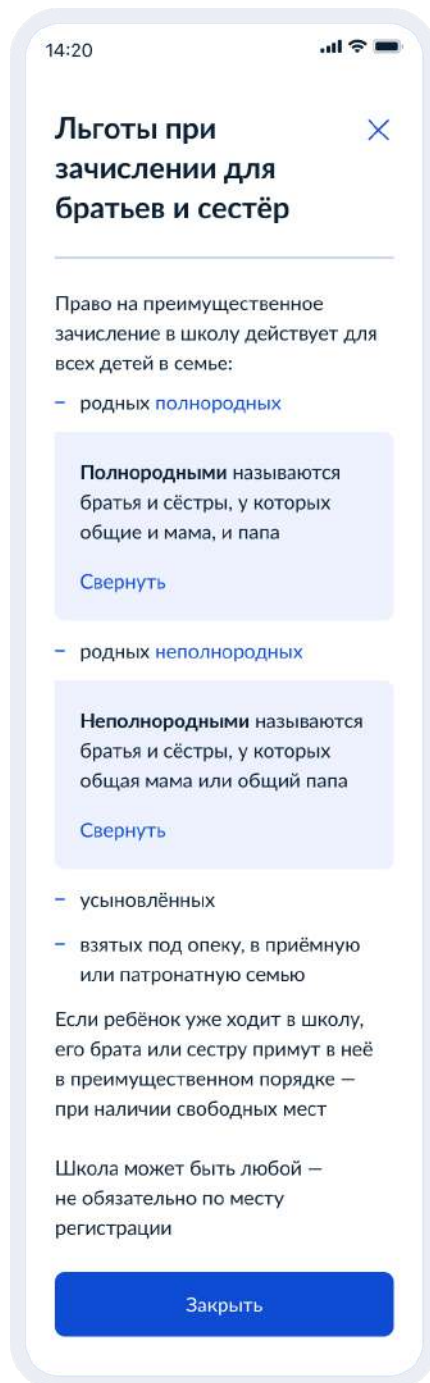 14:20
Льготы при
зачислении для
братьев и сестёр
Право на преимущественное
зачисление в школу действует для
всех детей в семье:
– родных полнородных
Полнородными называются
братья и сёстры, у которых
общие и мама, и папа
Свернуть
– родных неполнородных
Неполнородными называются
братья и сёстры, у которых
общая мама или общий папа
Свернуть
– усыновлённых
– взятых под опеку, в приёмную
или патронатную семью
Если ребёнок уже ходит в школу,
его брата или сестру примут в неё
в преимущественном порядке —
при наличии свободных мест
Школа может быть любой —
не обязательно по месту
регистрации
Закрыть